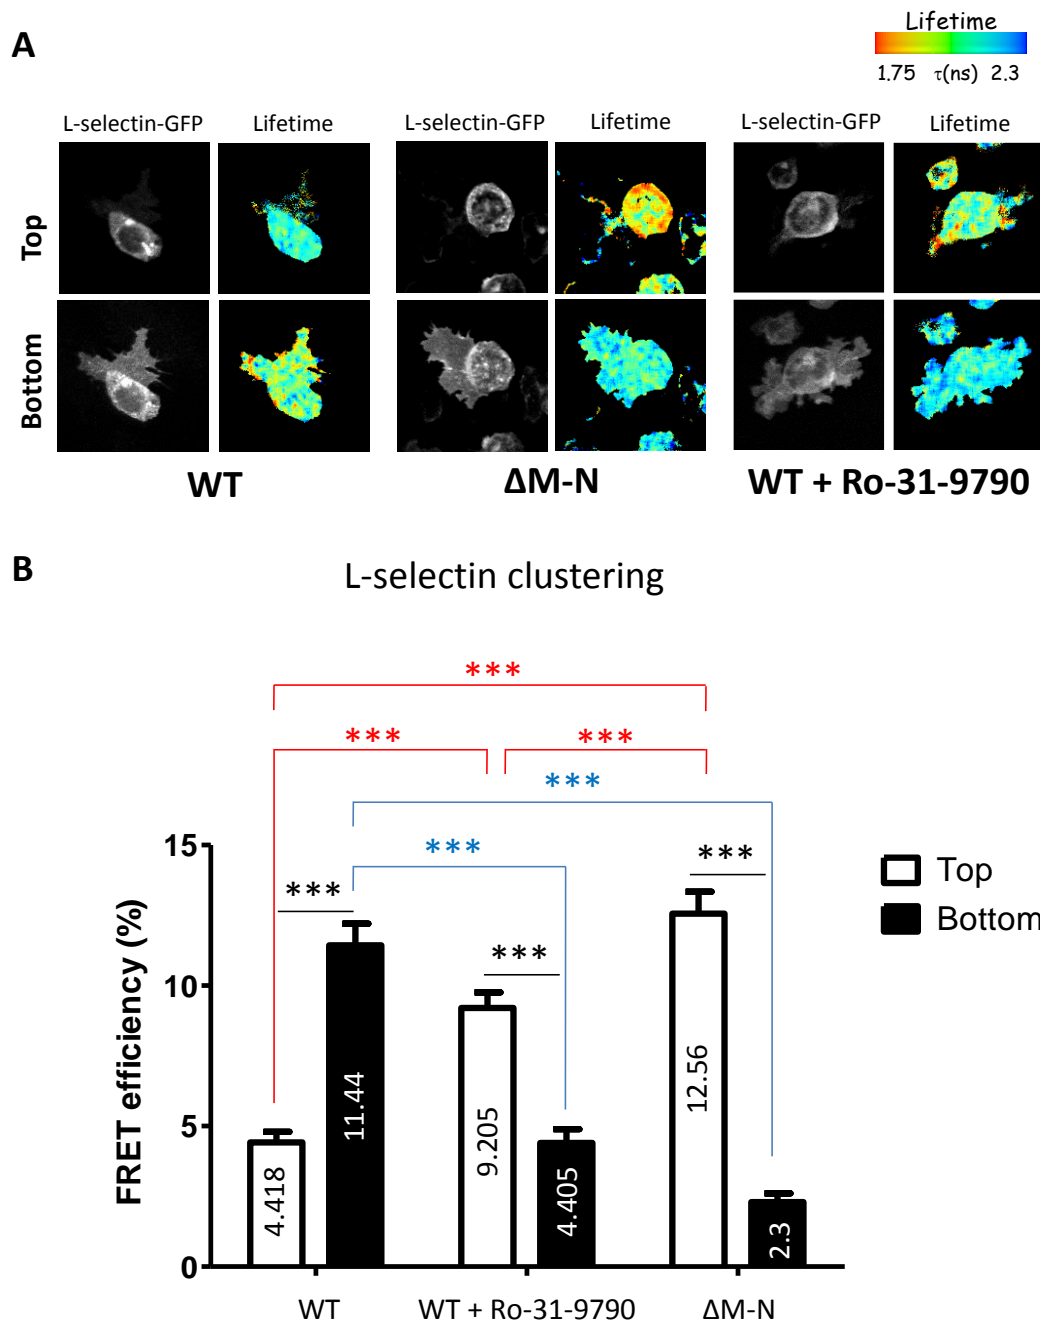 A
Lifetime
1.75 τ(ns) 2.3
L-selectin-GFP Lifetime L-selectin-GFP Lifetime L-selectin-GFP Lifetime
Top
Bottom
WT ΔM-N WT + Ro-31-9790
B
L-selectin clustering
***
*** ***
***
*** ***
***
***
15
10
5
0
FRET efficiency (%)
4.418
11.44
9.205
4.405
12.56
2.3
Top
Bottom
WT WT + Ro-31-9790 ΔM-N